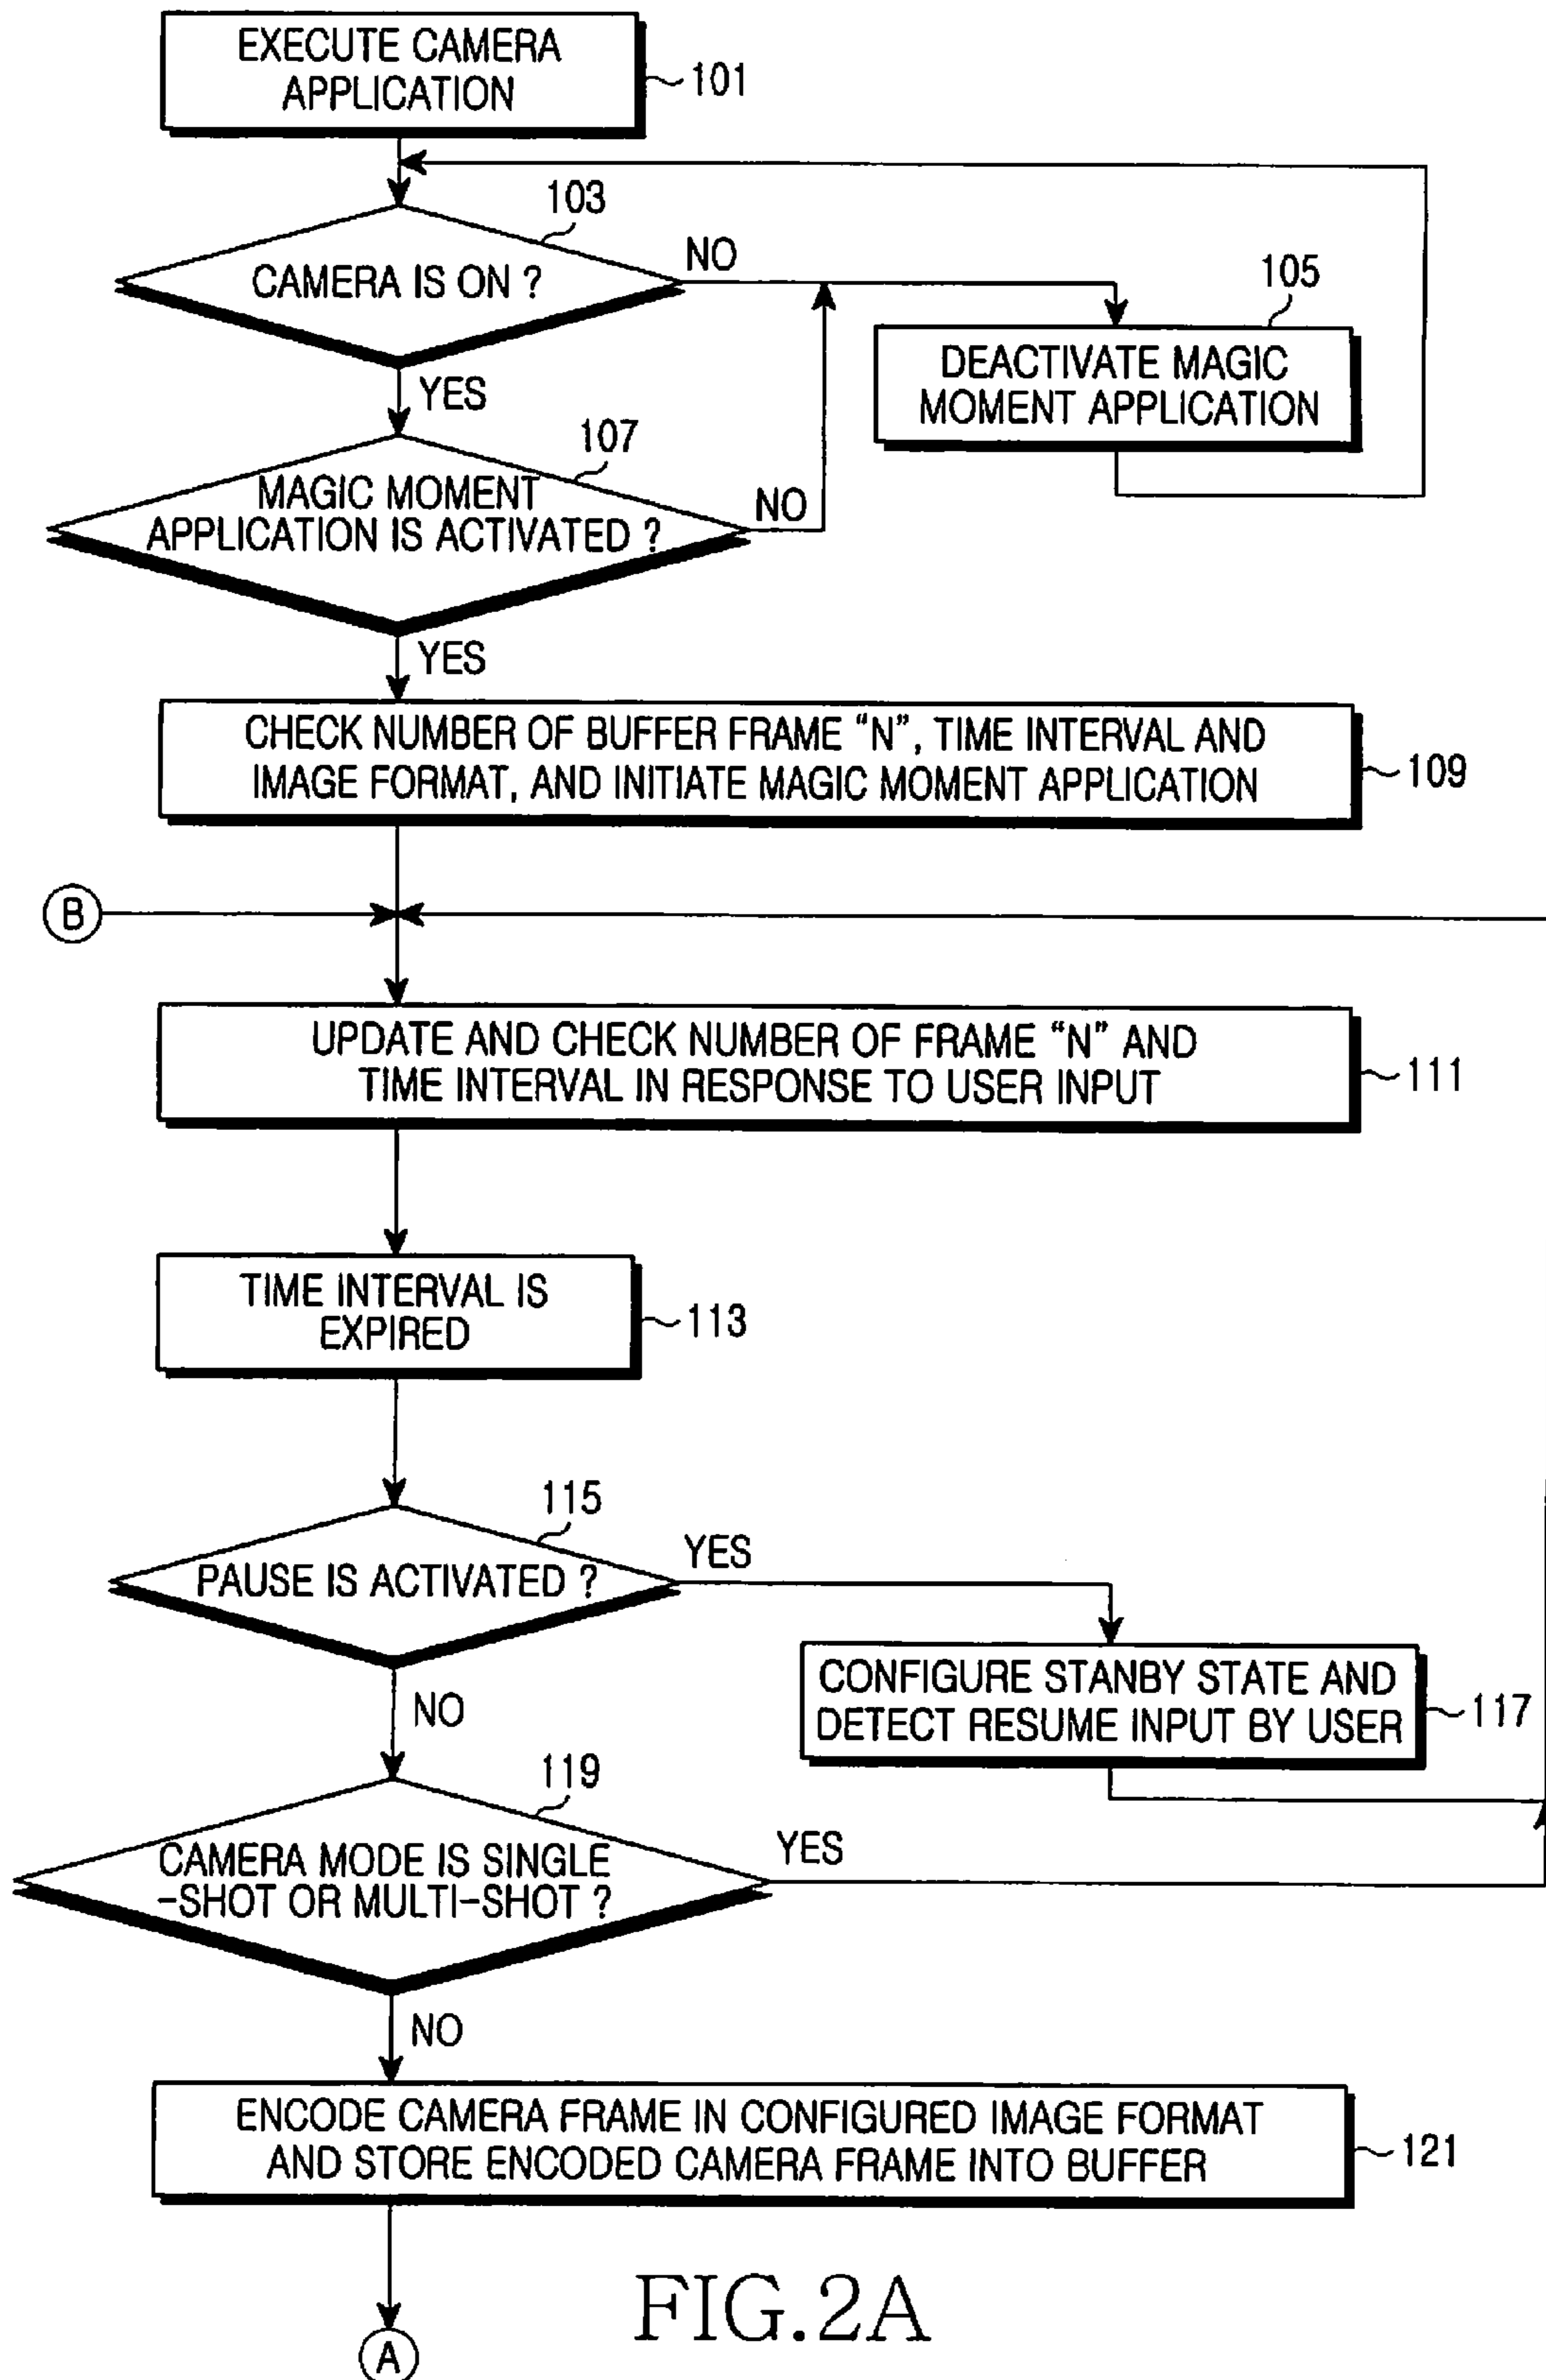 EXECUTE CAMERA
APPLICATION
101
103
CAMERA IS ON ?
NO
YES
105
DEACTIVATE MAGIC
MOMENT APPLICATION
107
MAGIC MOMENT
APPLICATION IS ACTIVATED ?
NO
YES
CHECK NUMBER OF BUFFER FRAME “N”, TIME INTERVAL AND
IMAGE FORMAT, AND INITIATE MAGIC MOMENT APPLICATION
109
B
UPDATE AND CHECK NUMBER OF FRAME “N” AND
TIME INTERVAL IN RESPONSE TO USER INPUT
111
TIME INTERVAL IS
EXPIRED
113
115
PAUSE IS ACTIVATED ?
YES
NO
CONFIGURE STANBY STATE AND
DETECT RESUME INPUT BY USER
117
119
CAMERA MODE IS SINGLE
-SHOT OR MULTI-SHOT ?
YES
NO
ENCODE CAMERA FRAME IN CONFIGURED IMAGE FORMAT
AND STORE ENCODED CAMERA FRAME INTO BUFFER
121
A
FIG.2A